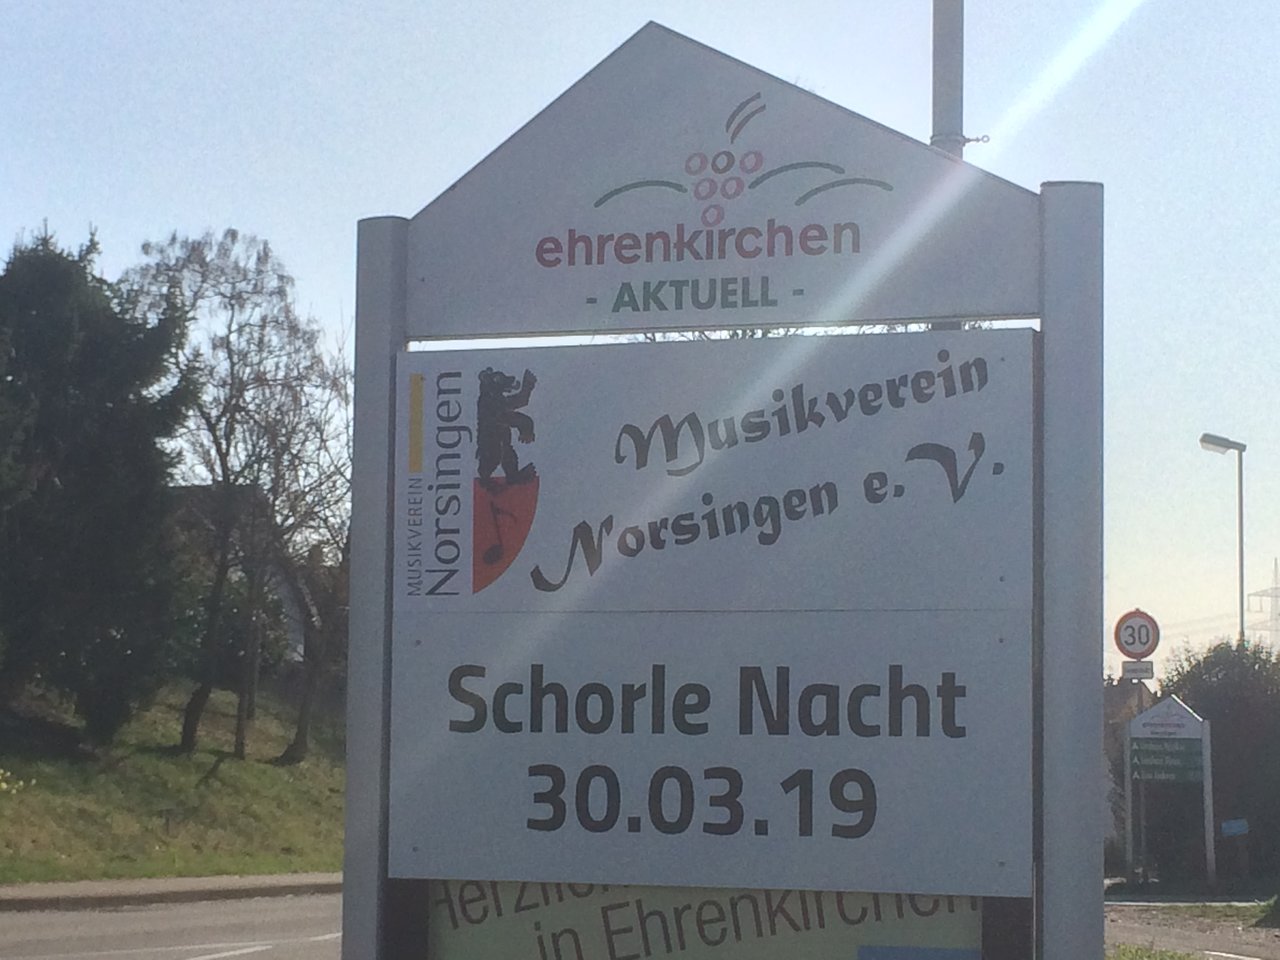 ehrenkirchen
- AKTUELL -
MUSIKVEREIN
Norsingen
Musikverein
Norsingen e. V.
Schorle Nacht
30.03.19
in Ehrenkirchen
30